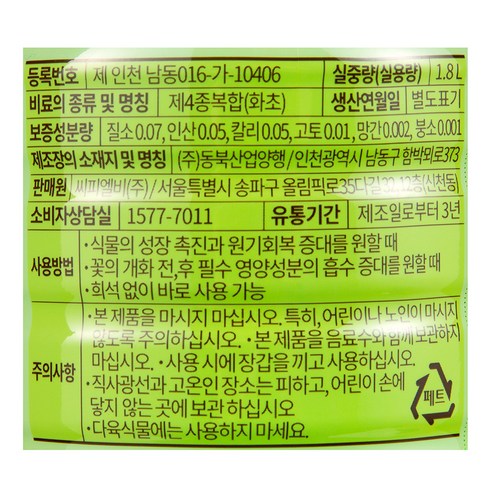 등록번호 제 인천 남동016-가-10406 실중량(실용량) 1.8 L
비료의 종류 및 명칭 제4종복합(화초) 생산연월일 별도표기
보증성분량 질소0.07, 인산 0.05, 칼리 0.05, 고토 0.01, 망간 0.002, 붕소 0.001
제조장의 소재지 및 명칭 (주)동북산업양행 / 인천광역시 남동구 함박뫼로373
판매원 씨피엘비(주) / 서울특별시 송파구 올림픽로35다길 32, 12층(신천동)
소비자상담실 1577-7011 유통기간 제조일로부터 3년
사용방법
·식물의 성장 촉진과 원기회복 증대를 원할 때
·꽃의 개화 전,후 필수 영양성분의 흡수 증대를 원할 때
·희석 없이 바로 사용 가능
주의사항
·본 제품을 마시지 마십시오. 특히, 어린이나 노인이 마시지
않도록 주의하십시오. ·본 제품을 음료수와 함께 보관하지
마십시오. ·사용 시에 장갑을 끼고 사용하십시오.
·직사광선과 고온인 장소는 피하고, 어린이 손에
닿지 않는 곳에 보관 하십시오
·다육식물에는 사용하지 마세요.
페트